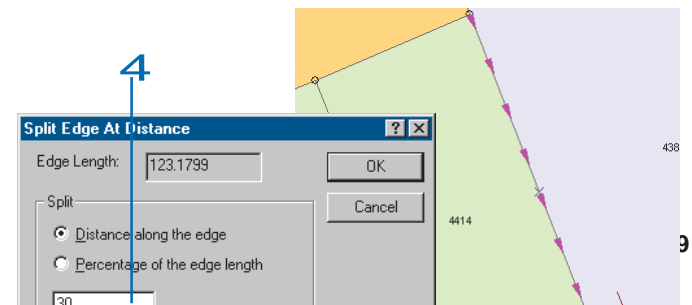 4
Split Edge At Distance
Edge Length: 123.1799
OK
Split
Cancel
Distance along the edge
Percentage of the edge length
30
438
4414
9